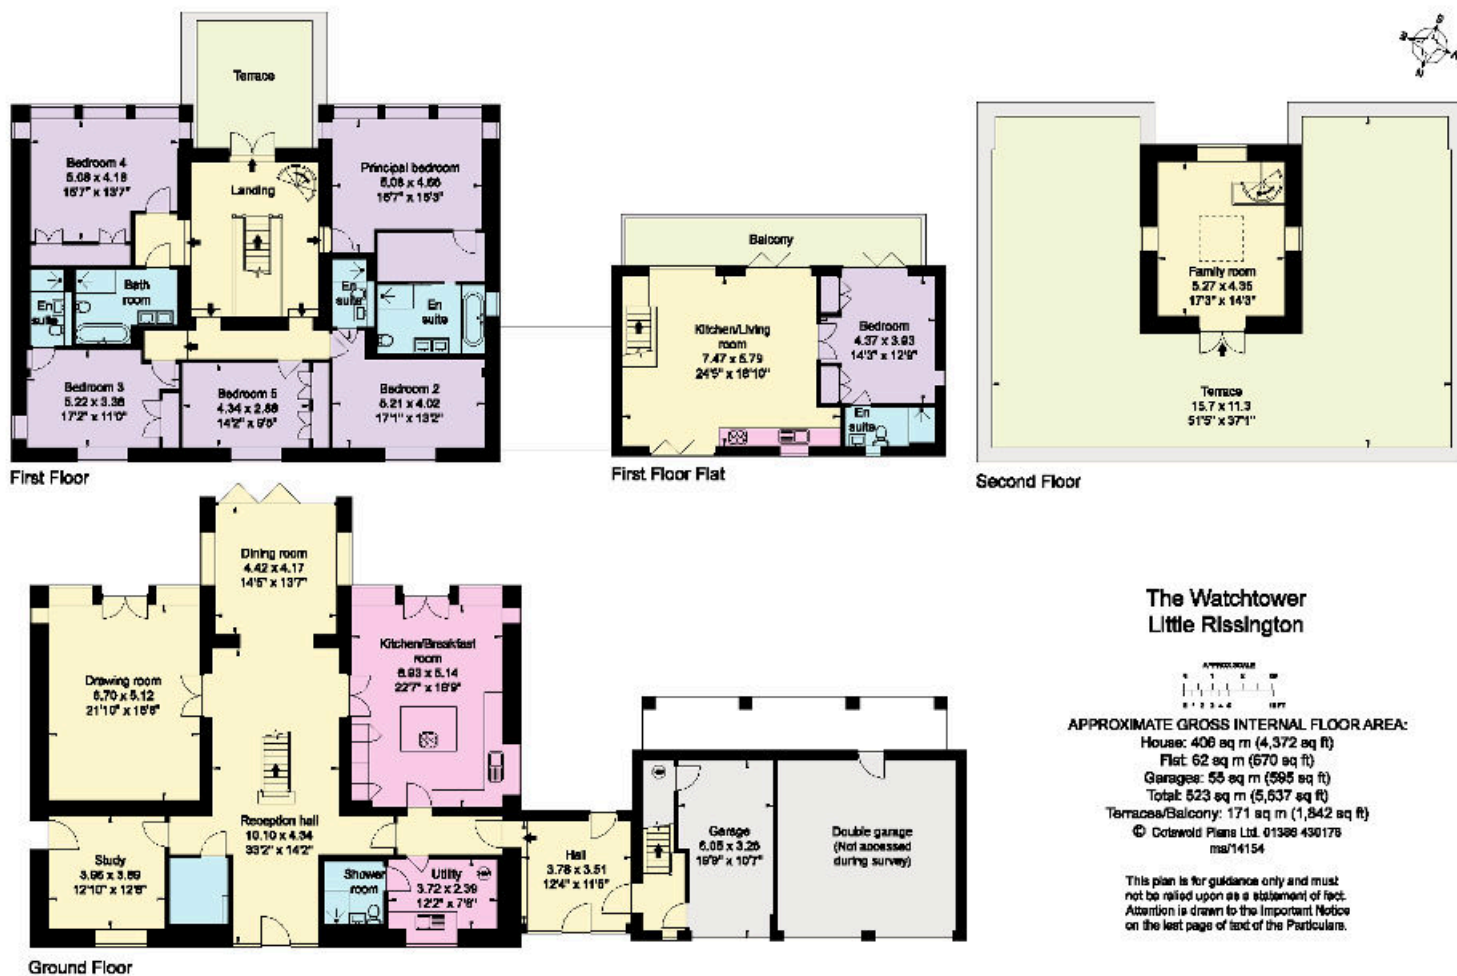 Terrace
Bedroom 4
5.08 x 4.18
16'7" x 13'7"
Landing
Principal bedroom
5.08 x 4.66
16'7" x 15'3"
En
suite
Bath
room
En
suite
En
suite
Bedroom 3
5.22 x 3.36
17'2" x 11'0"
Bedroom 5
4.34 x 2.88
14'2" x 9'5"
Bedroom 2
5.21 x 4.02
17'1" x 13'2"
First Floor
Balcony
Kitchen/Living
room
7.47 x 5.79
24'5" x 18'10"
Bedroom
4.37 x 3.93
14'3" x 12'9"
En
suite
First Floor Flat
S
N
Family room
5.27 x 4.35
17'3" x 14'3"
Terrace
15.7 x 11.3
51'5" x 37'1"
Second Floor
Dining room
4.42 x 4.17
14'5" x 13'7"
Drawing room
6.70 x 5.12
21'10" x 16'8"
Kitchen/Breakfast
room
6.93 x 5.14
22'7" x 16'9"
Reception hall
10.10 x 4.34
33'2" x 14'2"
Study
3.95 x 3.89
12'10" x 12'8"
Shower
room
Utility
3.72 x 2.39
12'2" x 7'8"
Hall
3.78 x 3.51
12'4" x 11'5"
Garage
6.05 x 3.25
19'9" x 10'7"
Double garage
(Not accessed
during survey)
Ground Floor
The Watchtower
Little Rissington
APPROX SCALE
APPROXIMATE GROSS INTERNAL FLOOR AREA:
House: 406 sq m (4,372 sq ft)
Flat: 62 sq m (670 sq ft)
Garages: 55 sq m (595 sq ft)
Total: 523 sq m (5,637 sq ft)
Terraces/Balcony: 171 sq m (1,842 sq ft)
© Cotswold Plans Ltd. 01386 430176
ma/14154
This plan is for guidance only and must
not be relied upon as a statement of fact.
Attention is drawn to the Important Notice
on the last page of text of the Particulars.